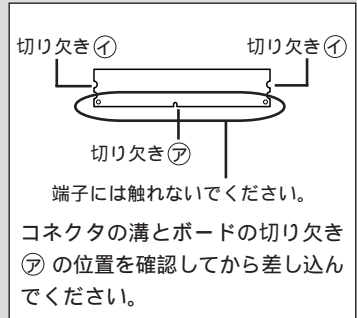 切り欠き㋑ 切り欠き㋑
切り欠き㋐
端子には触れないでください。
コネクタの溝とボードの切り欠き
㋐ の位置を確認してから差し込ん
でください。